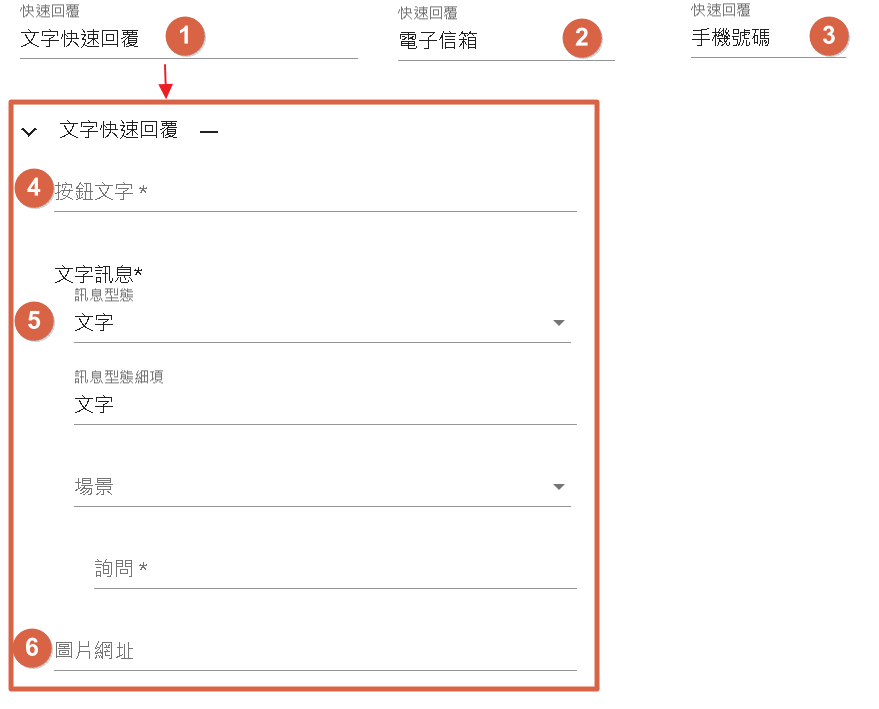 快速回覆
文字快速回覆 1
快速回覆
電子信箱 2
快速回覆
手機號碼 3
文字快速回覆
4 按鈕文字 *
文字訊息*
訊息型態
5 文字
訊息型態細項
文字
場景
詢問 *
6 圖片網址